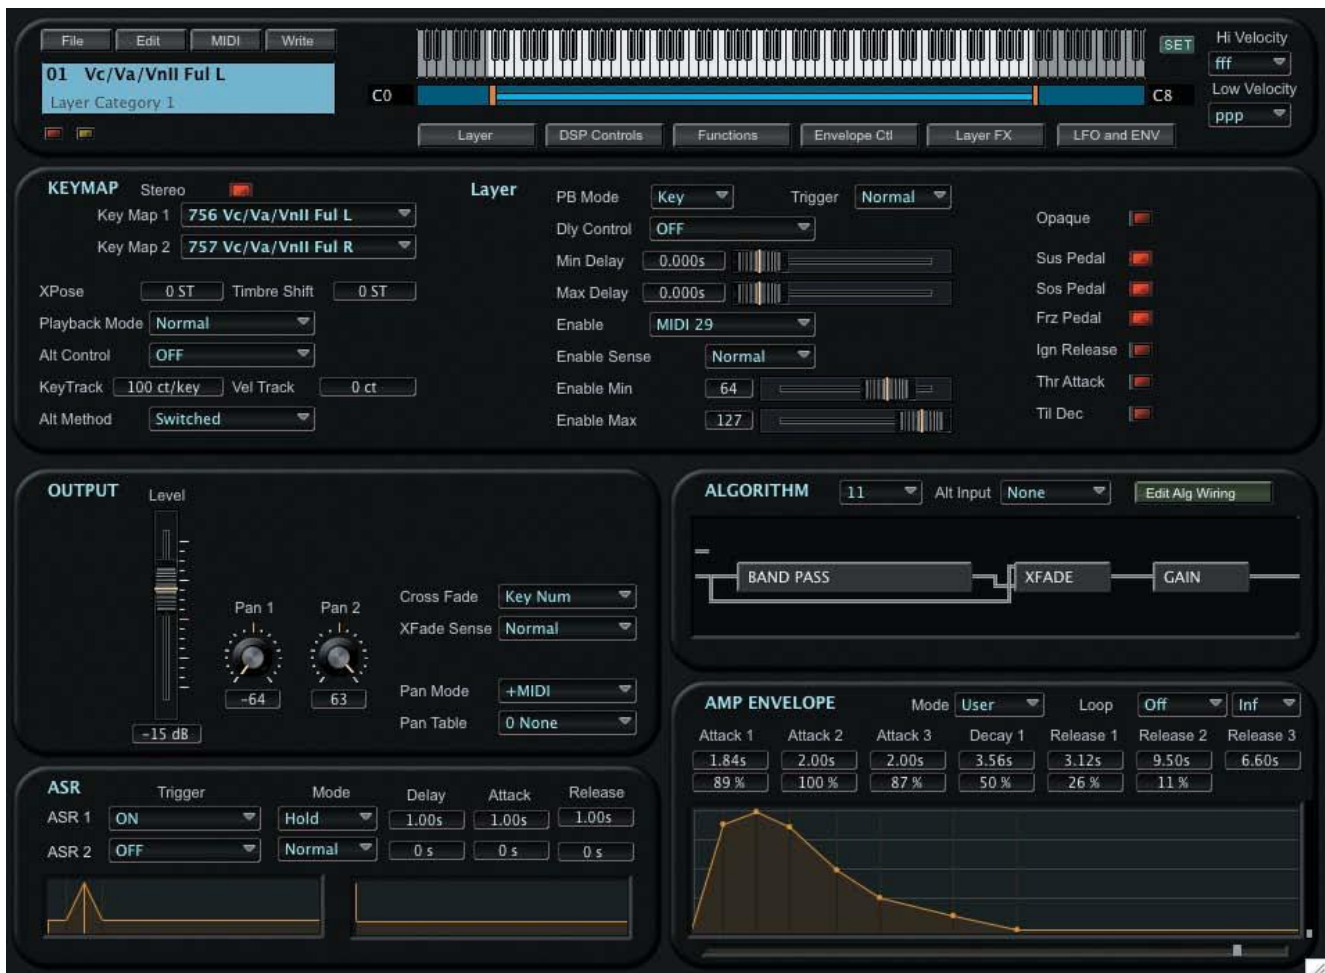 File Edit MIDI Write
01 Vc/Va/VnII Ful L
Layer Category 1
C0
C8
SET
Hi Velocity
fff
Low Velocity
ppp
Layer DSP Controls Functions Envelope Ctl Layer FX LFO and ENV
KEYMAP Stereo
Key Map 1 756 Vc/Va/VnII Ful L
Key Map 2 757 Vc/Va/VnII Ful R
XPose 0 ST Timbre Shift 0 ST
Playback Mode Normal
Alt Control OFF
KeyTrack 100 ct/key Vel Track 0 ct
Alt Method Switched
Layer
PB Mode Key Trigger Normal
Dly Control OFF
Min Delay 0.000s
Max Delay 0.000s
Enable MIDI 29
Enable Sense Normal
Enable Min 64
Enable Max 127
Opaque
Sus Pedal
Sos Pedal
Frz Pedal
Ign Release
Thr Attack
Til Dec
OUTPUT
Level
-15 dB
Pan 1 Pan 2
-64 63
Cross Fade Key Num
XFade Sense Normal
Pan Mode +MIDI
Pan Table 0 None
ALGORITHM 11 Alt Input None Edit Alg Wiring
BAND PASS XFADE GAIN
ASR Trigger Mode Delay Attack Release
ASR 1 ON Hold 1.00s 1.00s 1.00s
ASR 2 OFF Normal 0 s 0 s 0 s
AMP ENVELOPE Mode User Loop Off Inf
Attack 1 Attack 2 Attack 3 Decay 1 Release 1 Release 2 Release 3
1.84s 2.00s 2.00s 3.56s 3.12s 9.50s 6.60s
89 % 100 % 87 % 50 % 26 % 11 %